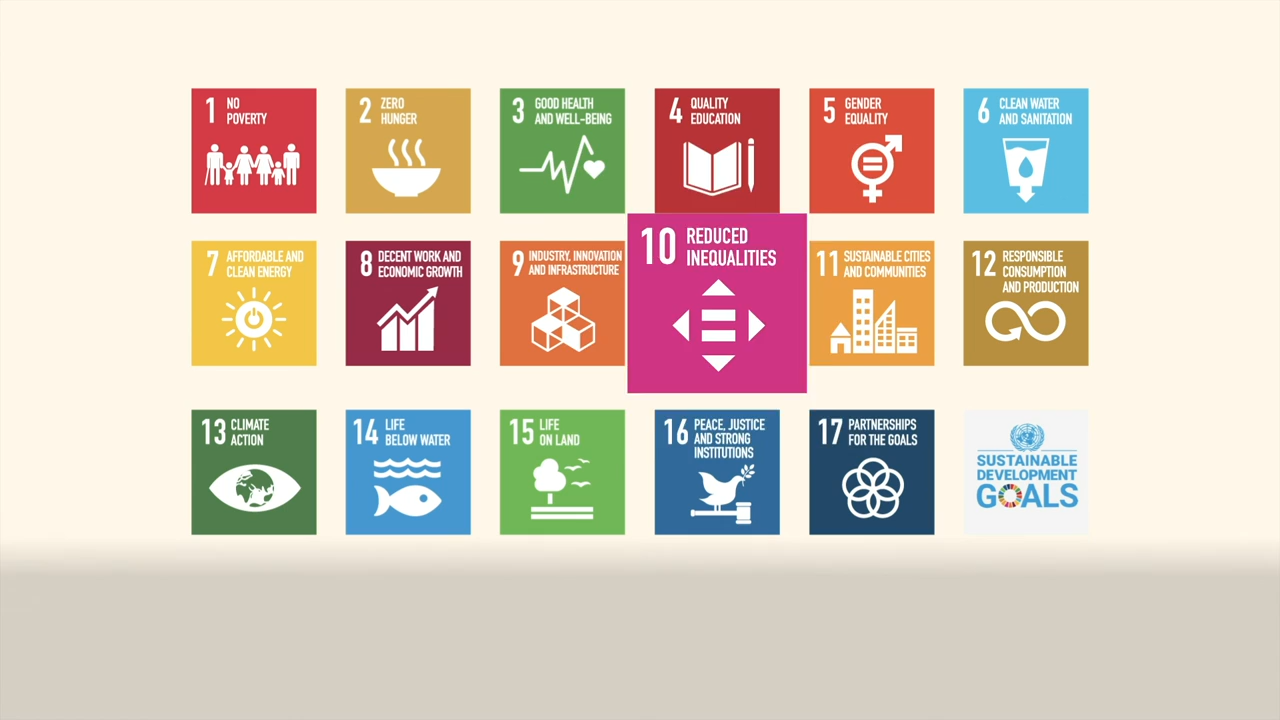 1 NO
POVERTY
2 ZERO
HUNGER
3 GOOD HEALTH
AND WELL-BEING
4 QUALITY
EDUCATION
5 GENDER
EQUALITY
6 CLEAN WATER
AND SANITATION
7 AFFORDABLE AND
CLEAN ENERGY
8 DECENT WORK AND
ECONOMIC GROWTH
9 INDUSTRY, INNOVATION
AND INFRASTRUCTURE
10 REDUCED
INEQUALITIES
11 SUSTAINABLE CITIES
AND COMMUNITIES
12 RESPONSIBLE
CONSUMPTION
AND PRODUCTION
13 CLIMATE
ACTION
14 LIFE
BELOW WATER
15 LIFE
ON LAND
16 PEACE, JUSTICE
AND STRONG
INSTITUTIONS
17 PARTNERSHIPS
FOR THE GOALS
SUSTAINABLE
DEVELOPMENT
GOALS